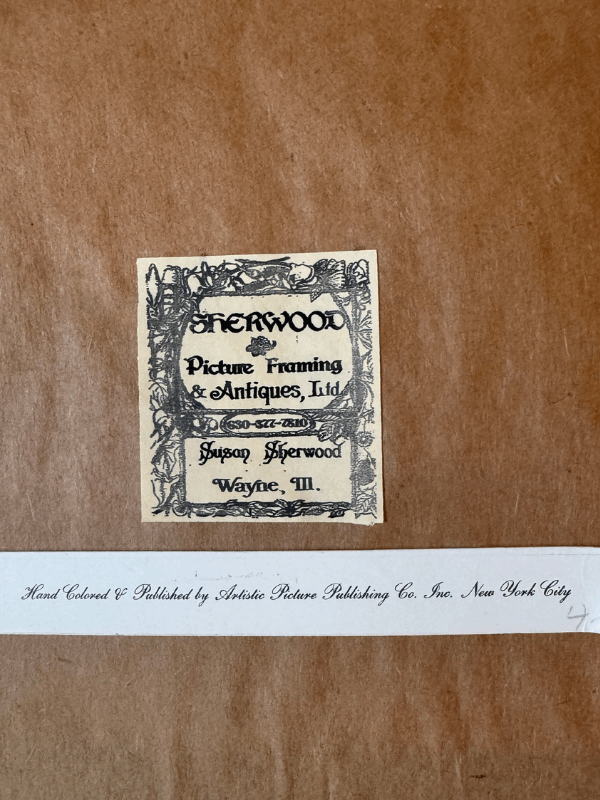 SHERWOOD
Picture Framing
& Antiques, Ltd.
630-377-7810
Susan Sherwood
Wayne, Ill.
Hand Colored & Published by Artistic Picture Publishing Co. Inc. New York City